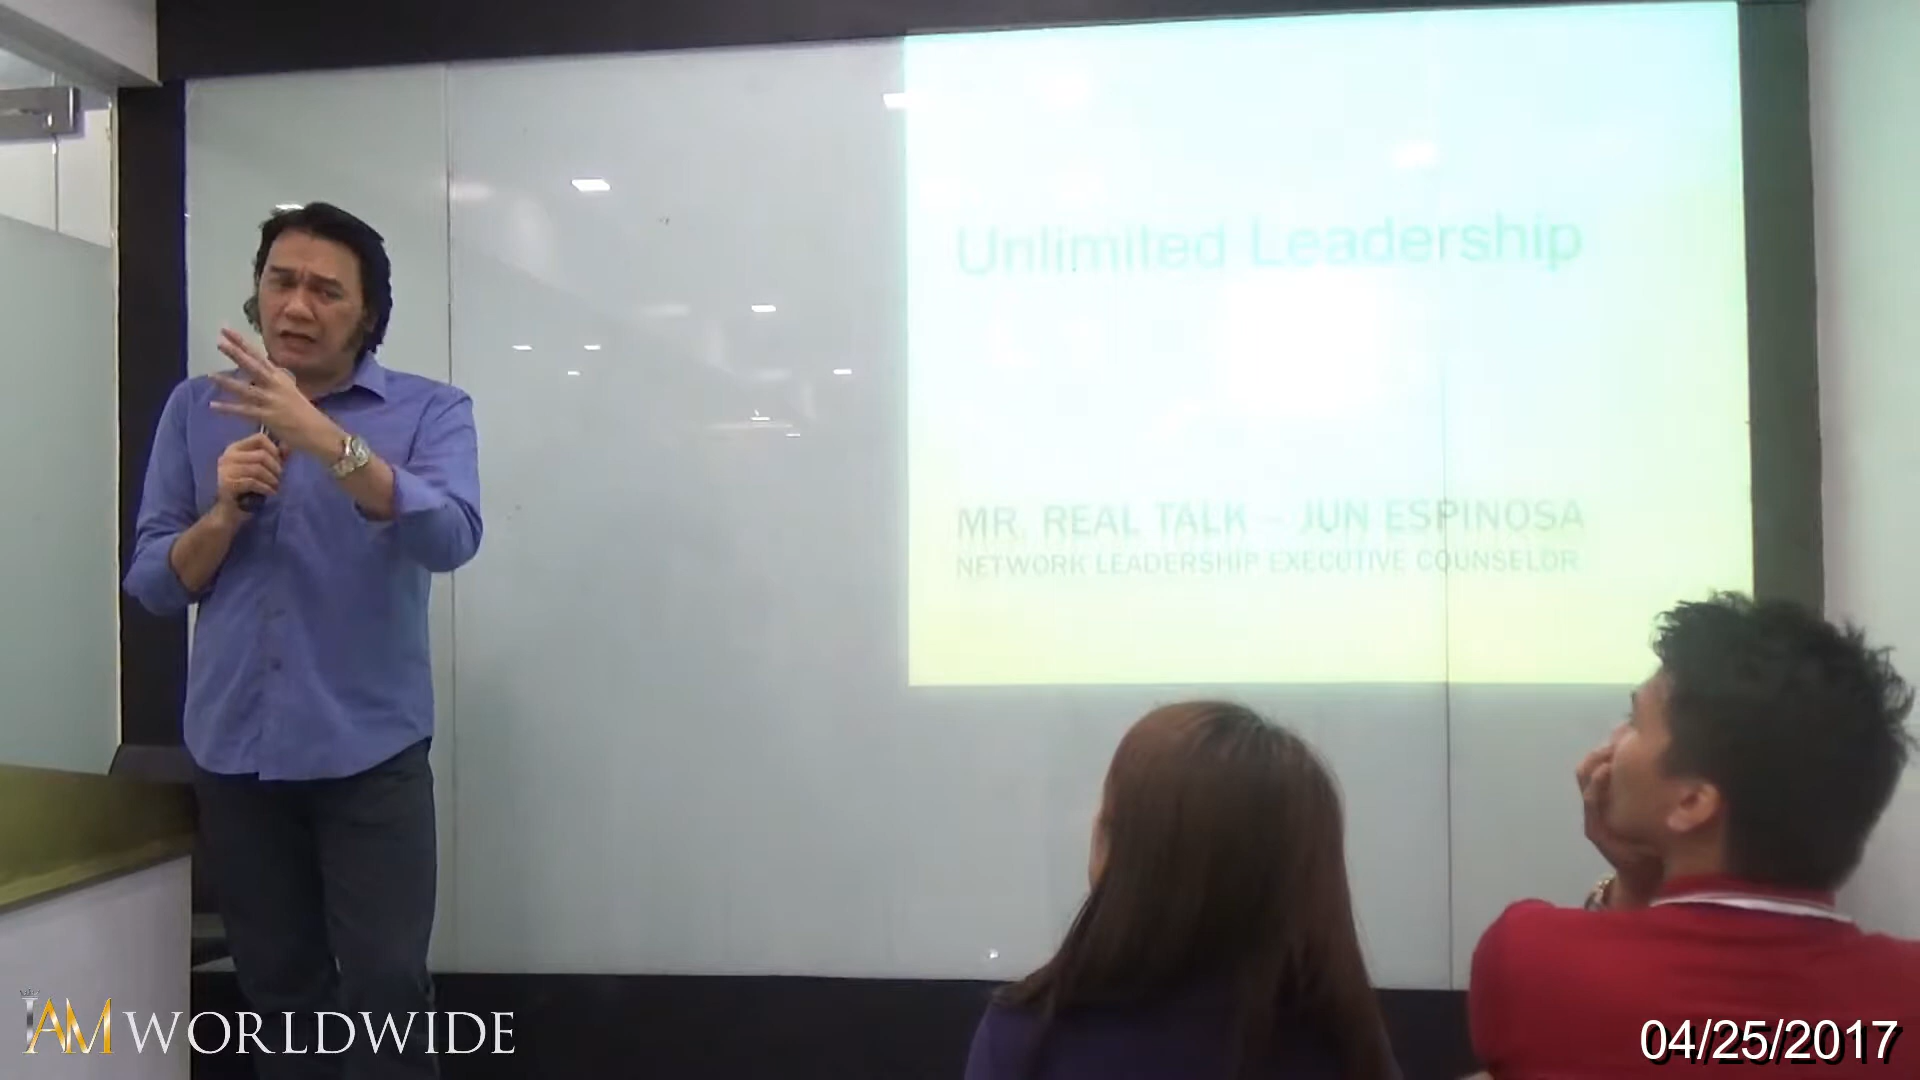 Unlimited Leadership
MR. REAL TALK – JUN ESPINOSA
NETWORK LEADERSHIP EXECUTIVE COUNSELOR
IAM WORLDWIDE
04/25/2017